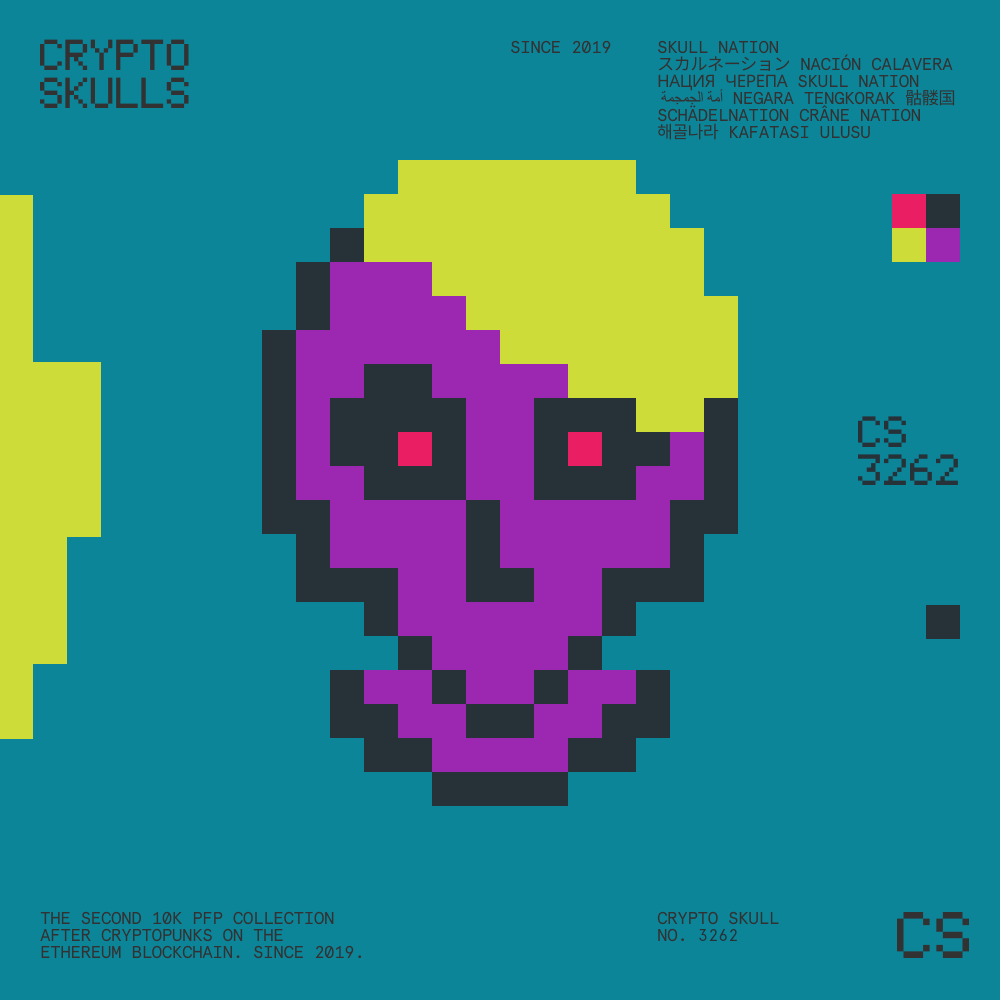 CRYPTO
SKULLS
SINCE 2019
SKULL NATION
スカルネーション NACIÓN CALAVERA
НАЦИЯ ЧЕРЕПА SKULL NATION
أمة الجمجمة NEGARA TENGKORAK 骷髅国
SCHÄDELNATION CRÂNE NATION
해골나라 KAFATASI ULUSU
CS
3262
THE SECOND 10K PFP COLLECTION
AFTER CRYPTOPUNKS ON THE
ETHEREUM BLOCKCHAIN. SINCE 2019.
CRYPTO SKULL
NO. 3262
CS